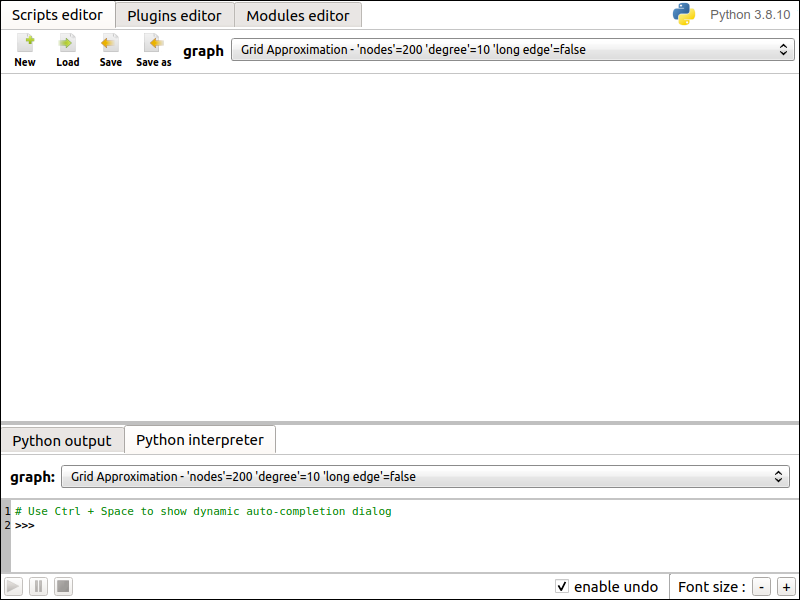 Scripts editor Plugins editor Modules editor Python 3.8.10
New Load Save Save as graph Grid Approximation - 'nodes'=200 'degree'=10 'long edge'=false
Python output Python interpreter
graph: Grid Approximation - 'nodes'=200 'degree'=10 'long edge'=false
1 # Use Ctrl + Space to show dynamic auto-completion dialog
2 >>>
enable undo Font size : - +